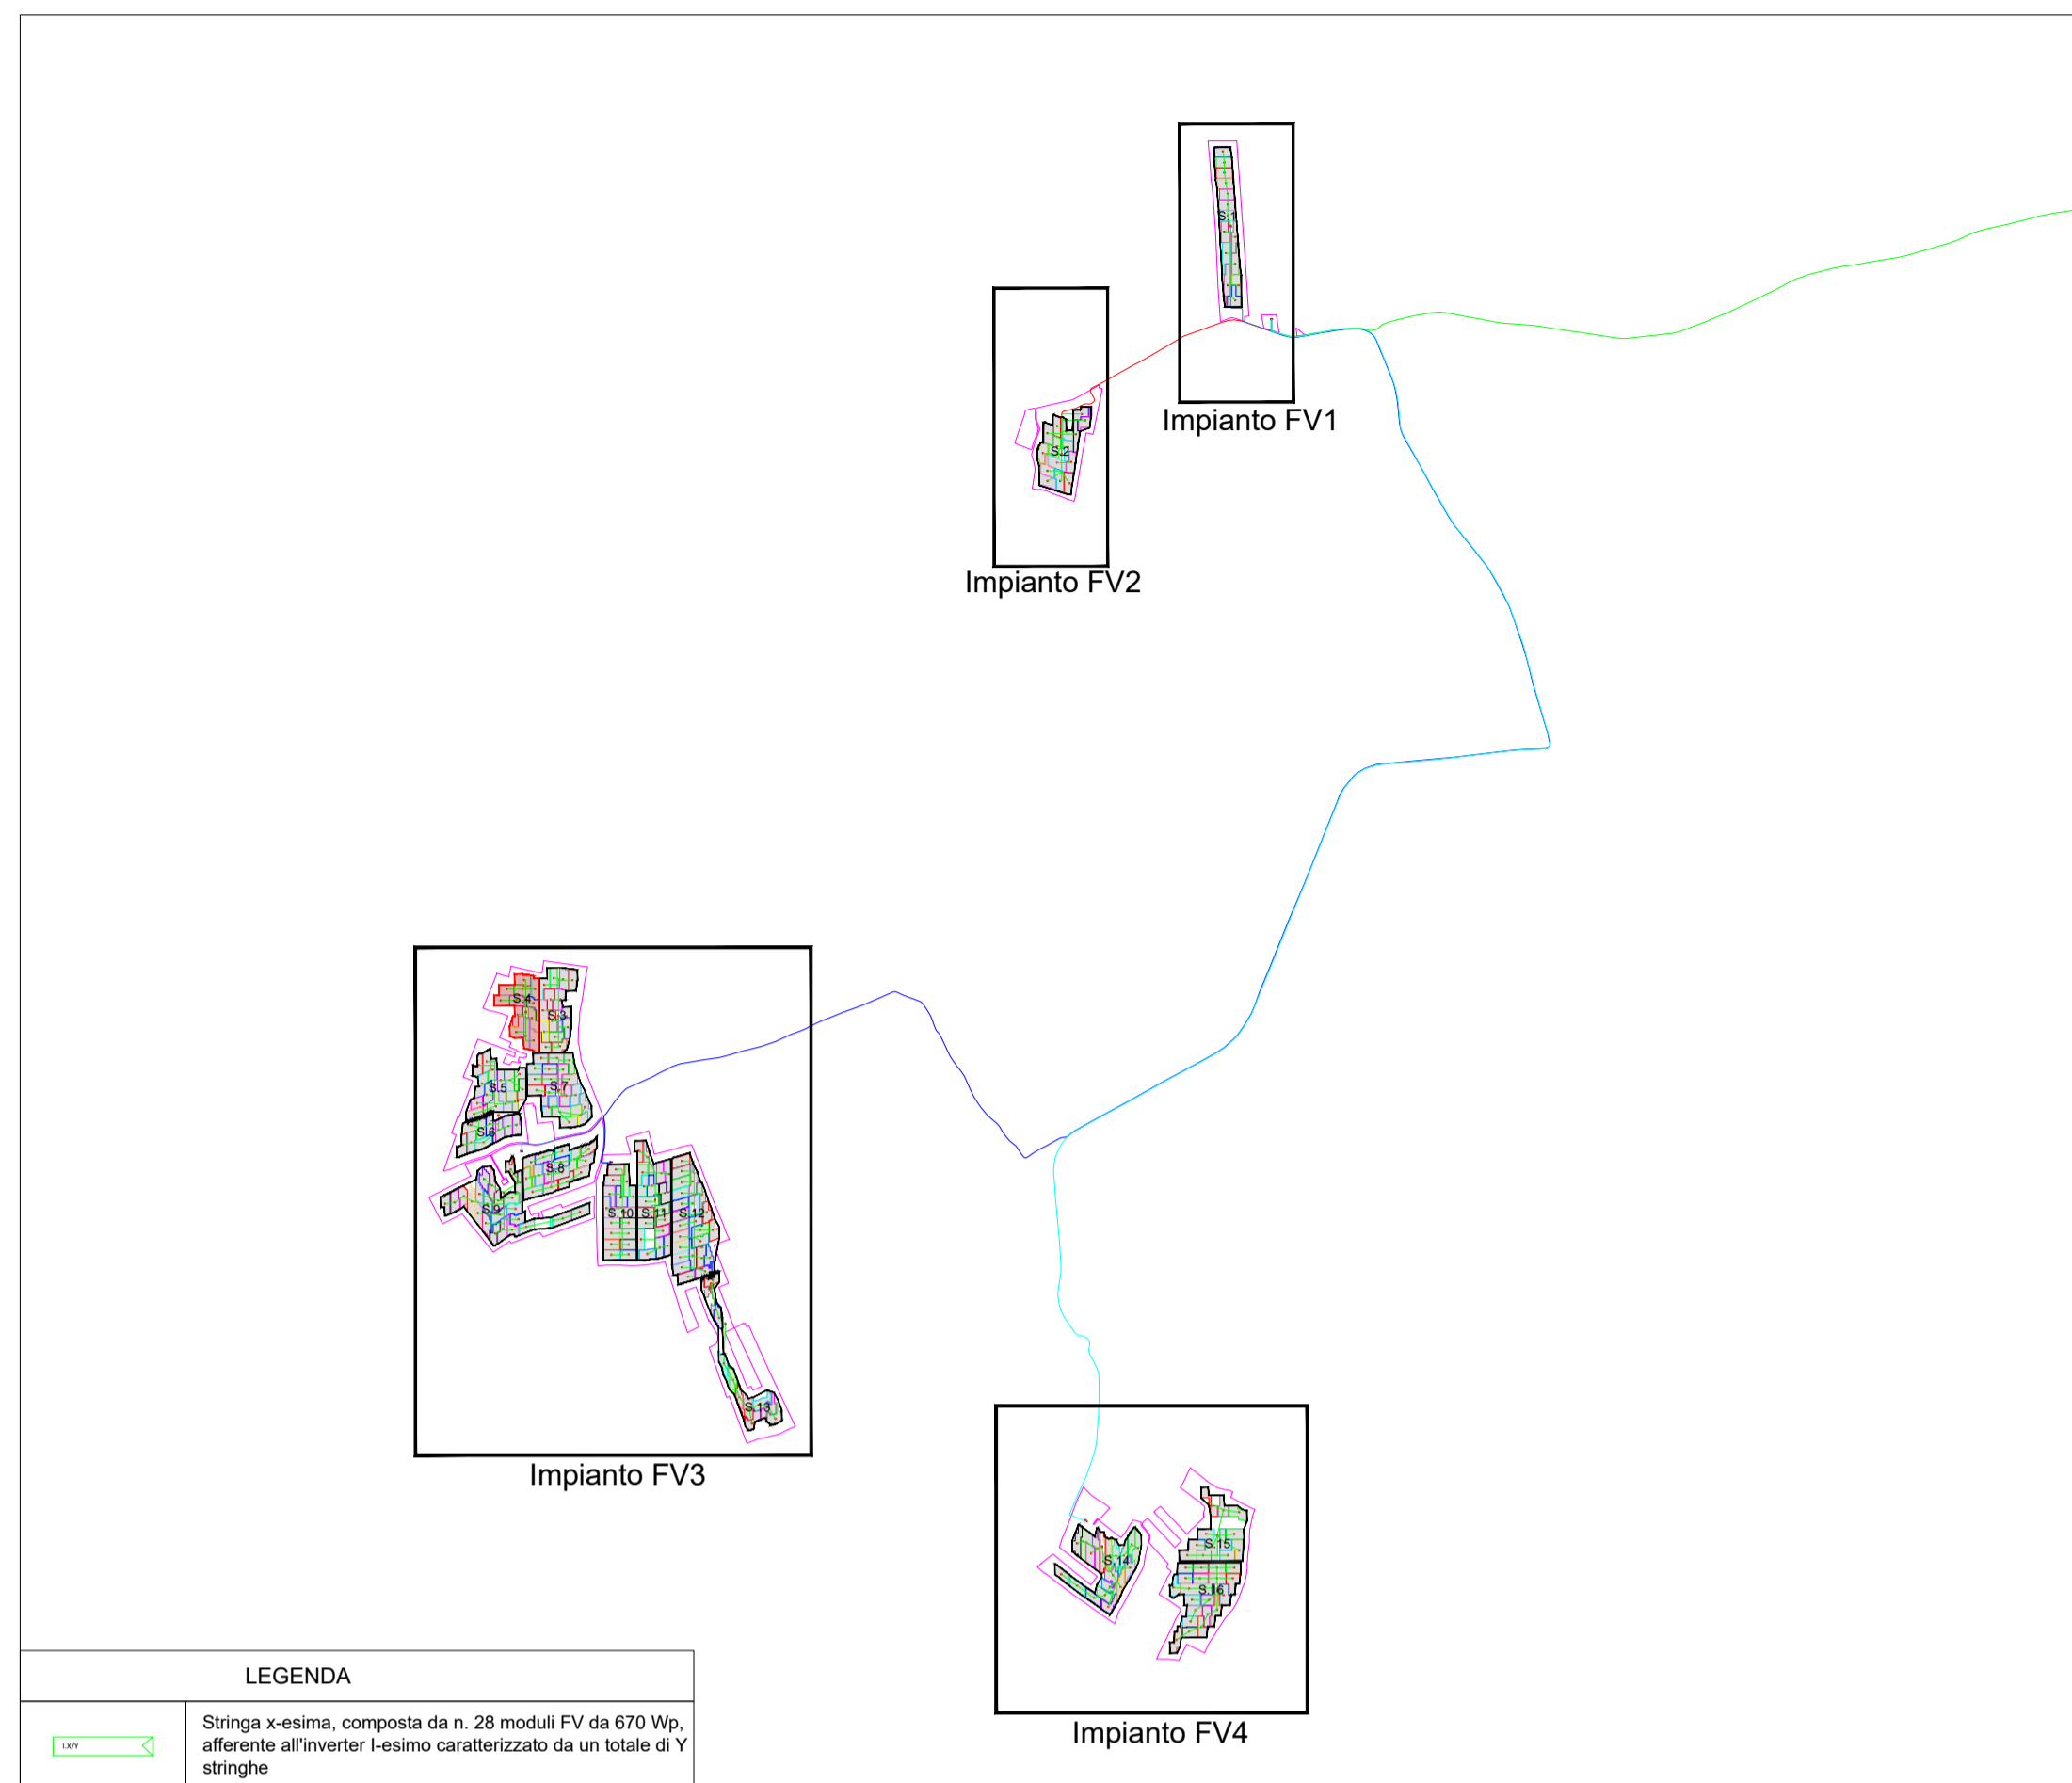 S.1
Impianto FV1
S.2
Impianto FV2
S.4
S.3
S.5
S.7
S.6
S.8
S.9
S.10
S.11
S.12
S.13
Impianto FV3
S.14
S.15
S.16
Impianto FV4
LEGENDA
I.X/Y
Stringa x-esima, composta da n. 28 moduli FV da 670 Wp,
afferente all'inverter I-esimo caratterizzato da un totale di Y
stringhe